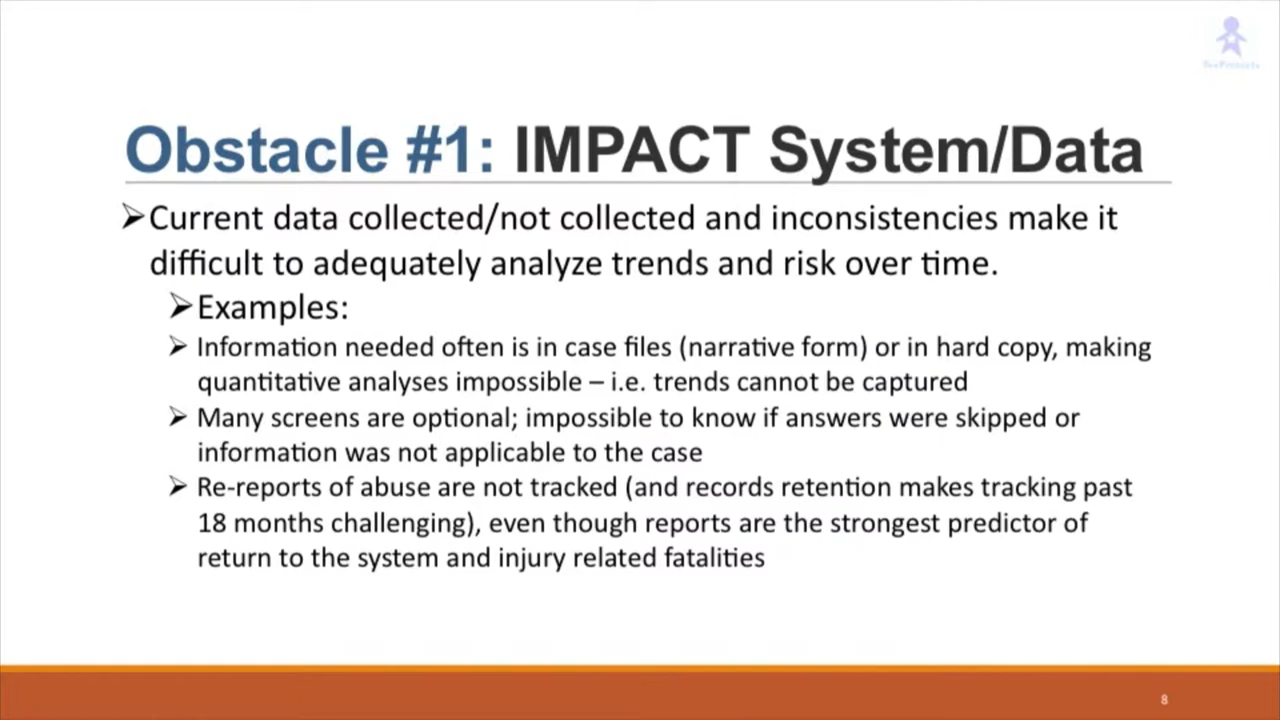 Obstacle #1: IMPACT System/Data
➢Current data collected/not collected and inconsistencies make it
difficult to adequately analyze trends and risk over time.
➢Examples:
➢ Information needed often is in case files (narrative form) or in hard copy, making
quantitative analyses impossible – i.e. trends cannot be captured
➢ Many screens are optional; impossible to know if answers were skipped or
information was not applicable to the case
➢ Re-reports of abuse are not tracked (and records retention makes tracking past
18 months challenging), even though reports are the strongest predictor of
return to the system and injury related fatalities
8